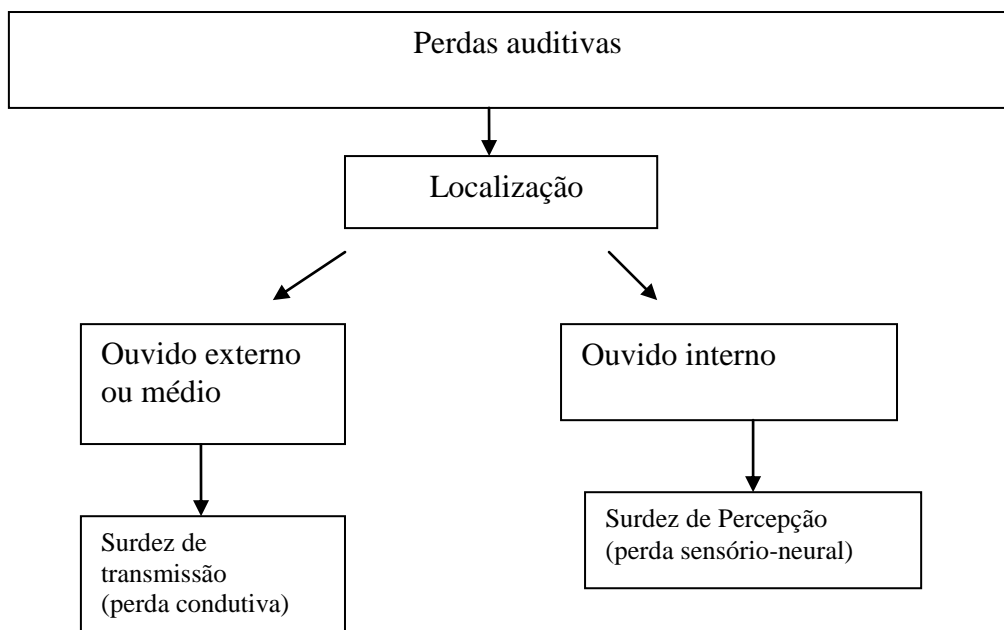 Perdas auditivas
Localização
Ouvido externo
ou médio
Ouvido interno
Surdez de
transmissão
(perda condutiva)
Surdez de Percepção
(perda sensório-neural)